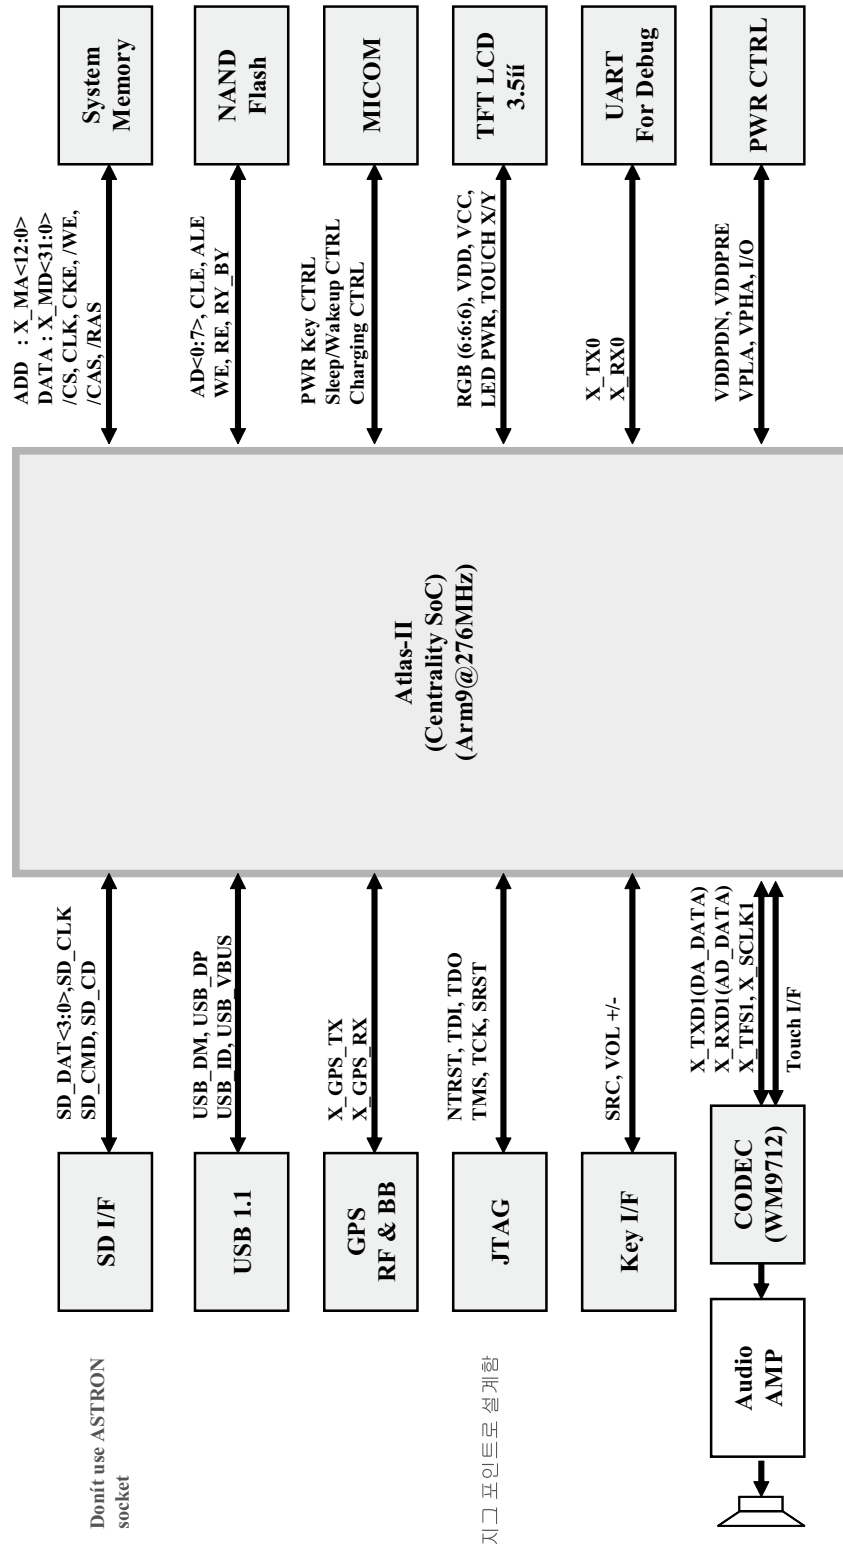 Donít use ASTRON
socket
SD I/F
SD_DAT<3:0>,SD_CLK
SD_CMD, SD_CD
USB 1.1
USB_DM, USB_DP
USB_ID, USB_VBUS
GPS
RF & BB
X_GPS_TX
X_GPS_RX
지그 포인트로 설계함
JTAG
NTRST, TDI, TDO
TMS, TCK, SRST
Key I/F
SRC, VOL +/-
Audio
AMP
CODEC
(WM9712)
X_TXD1(DA_DATA)
X_RXD1(AD_DATA)
X_TFS1, X_SCLK1
Touch I/F
Atlas-II
(Centrality SoC)
(Arm9@276MHz)
ADD : X_MA<12:0>
DATA : X_MD<31:0>
/CS, CLK, CKE, /WE,
/CAS, /RAS
System
Memory
AD<0:7>, CLE, ALE
WE, RE, RY_BY
NAND
Flash
PWR Key CTRL
Sleep/Wakeup CTRL
Charging CTRL
MICOM
RGB (6:6:6), VDD, VCC,
LED PWR, TOUCH X/Y
TFT LCD
3.5íí
X_TX0
X_RX0
UART
For Debug
VDDPDN, VDDPRE
VPLA, VPHA, I/O
PWR CTRL